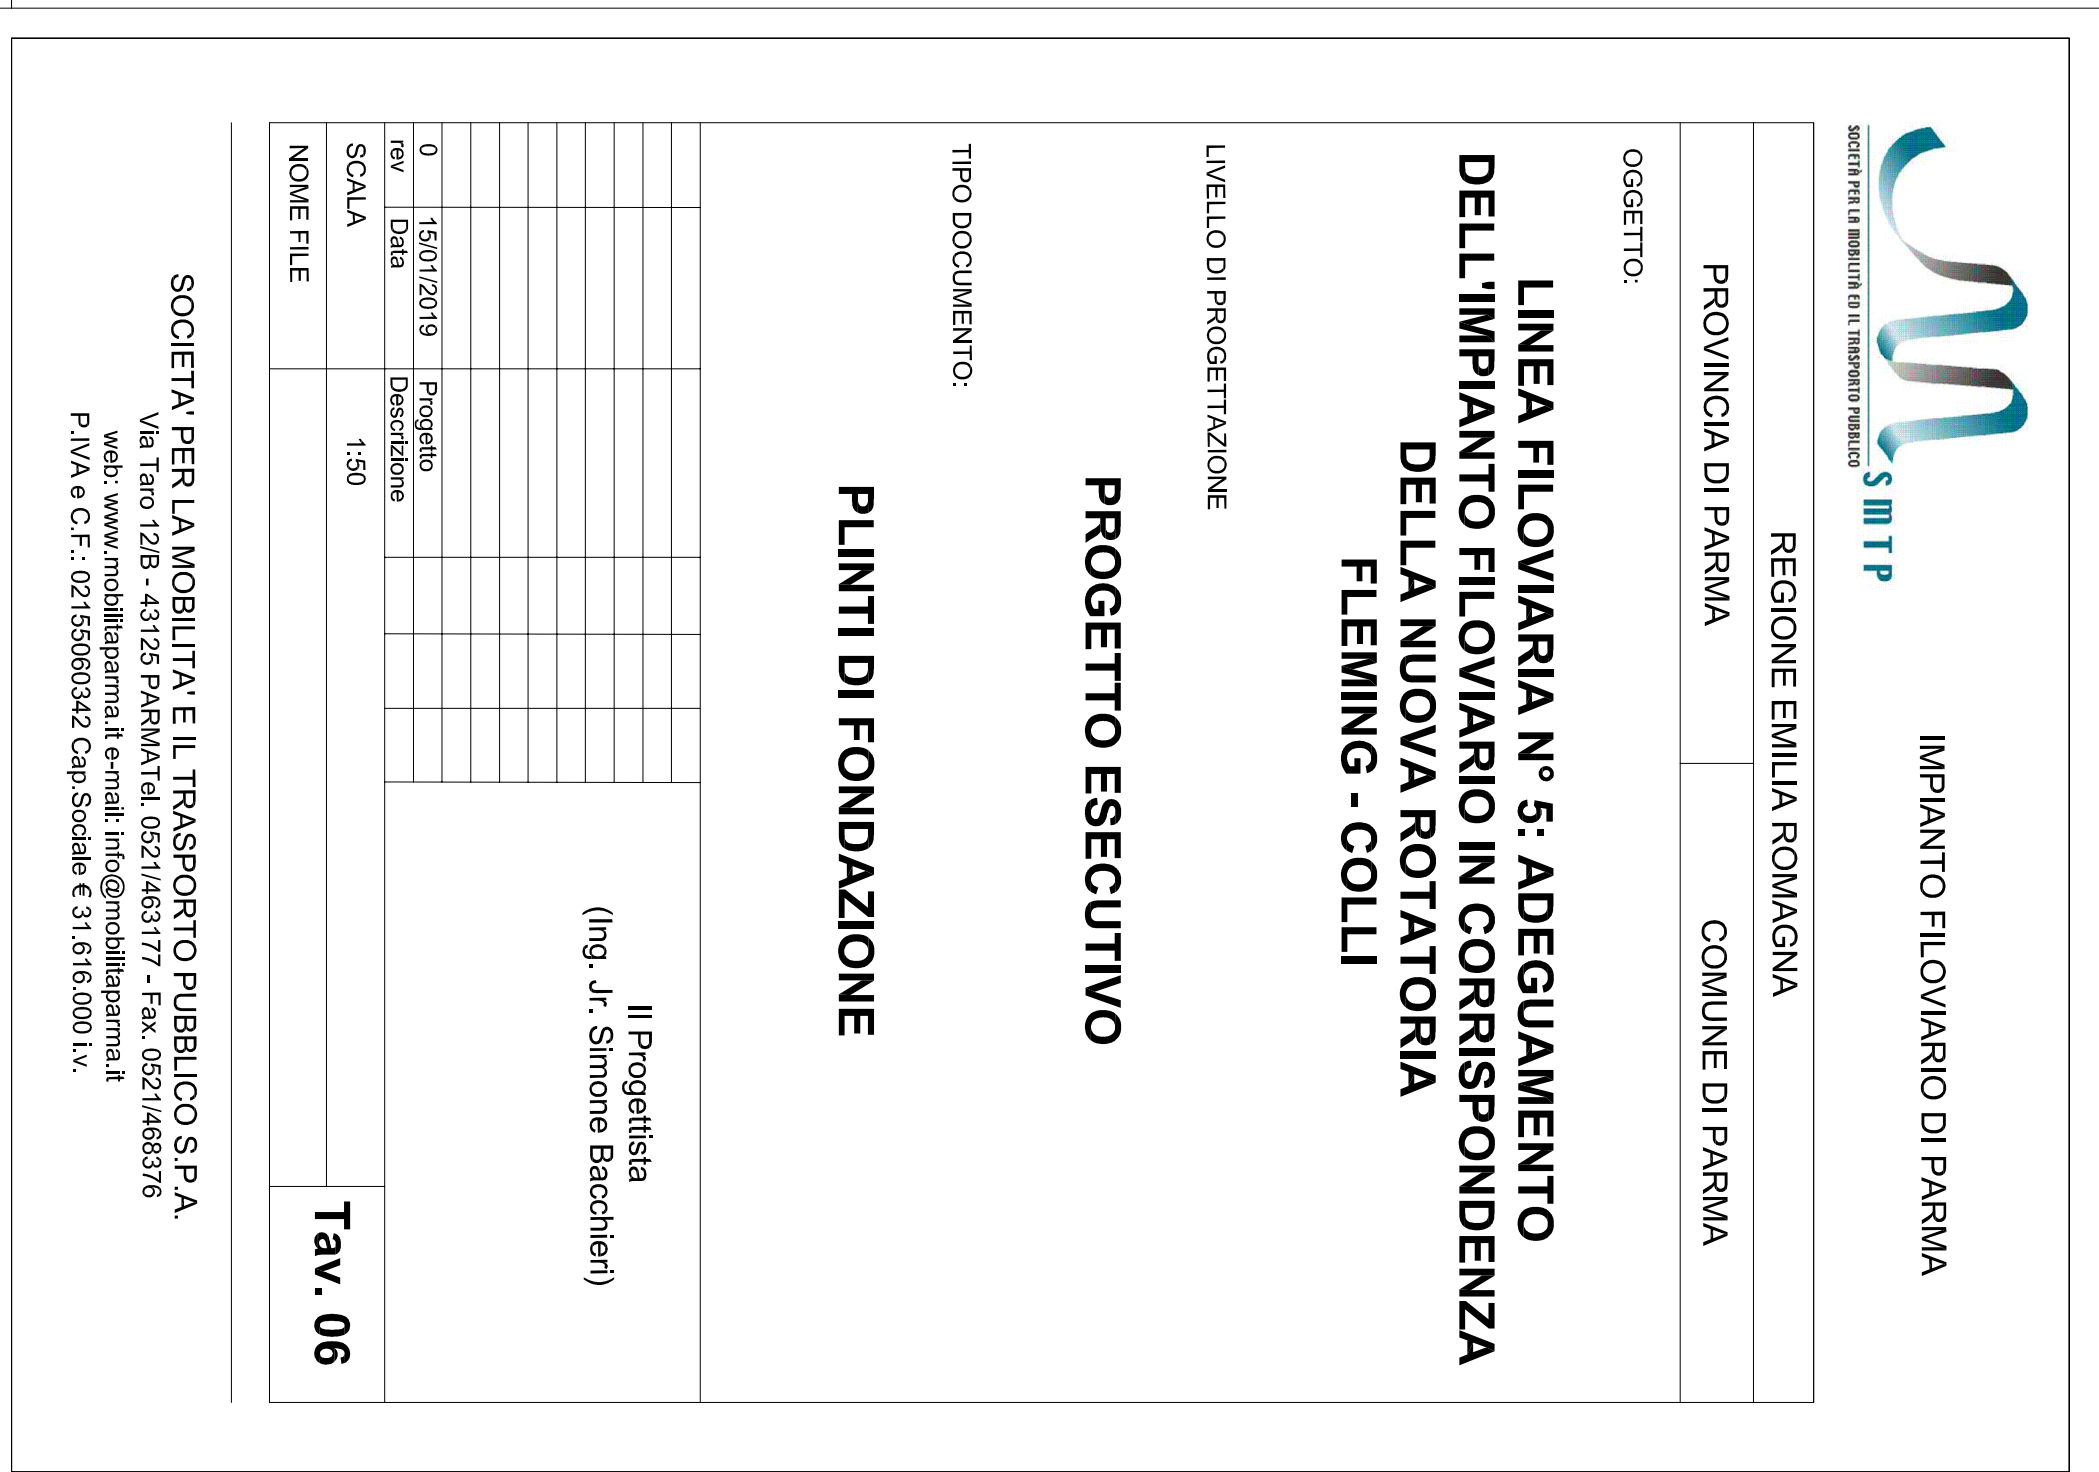 SOCIETÀ PER LA MOBILITÀ ED IL TRASPORTO PUBBLICO
smTP
IMPIANTO FILOVIARIO DI PARMA
REGIONE EMILIA ROMAGNA
PROVINCIA DI PARMA
COMUNE DI PARMA
OGGETTO:
LINEA FILOVIARIA N° 5: ADEGUAMENTO
DELL'IMPIANTO FILOVIARIO IN CORRISPONDENZA
DELLA NUOVA ROTATORIA
FLEMING - COLLI
LIVELLO DI PROGETTAZIONE
PROGETTO ESECUTIVO
TIPO DOCUMENTO:
PLINTI DI FONDAZIONE
Il Progettista
(Ing. Jr. Simone Bacchieri)
0 15/01/2019 Progetto
rev Data Descrizione
SCALA 1:50
NOME FILE
Tav. 06
SOCIETA' PER LA MOBILITA' E IL TRASPORTO PUBBLICO S.P.A.
Via Taro 12/B - 43125 PARMATel. 0521/463177 - Fax. 0521/468376
web: www.mobilitaparma.it e-mail: info@mobilitaparma.it
P.IVA e C.F.: 02155060342 Cap.Sociale € 31.616.000 i.v.